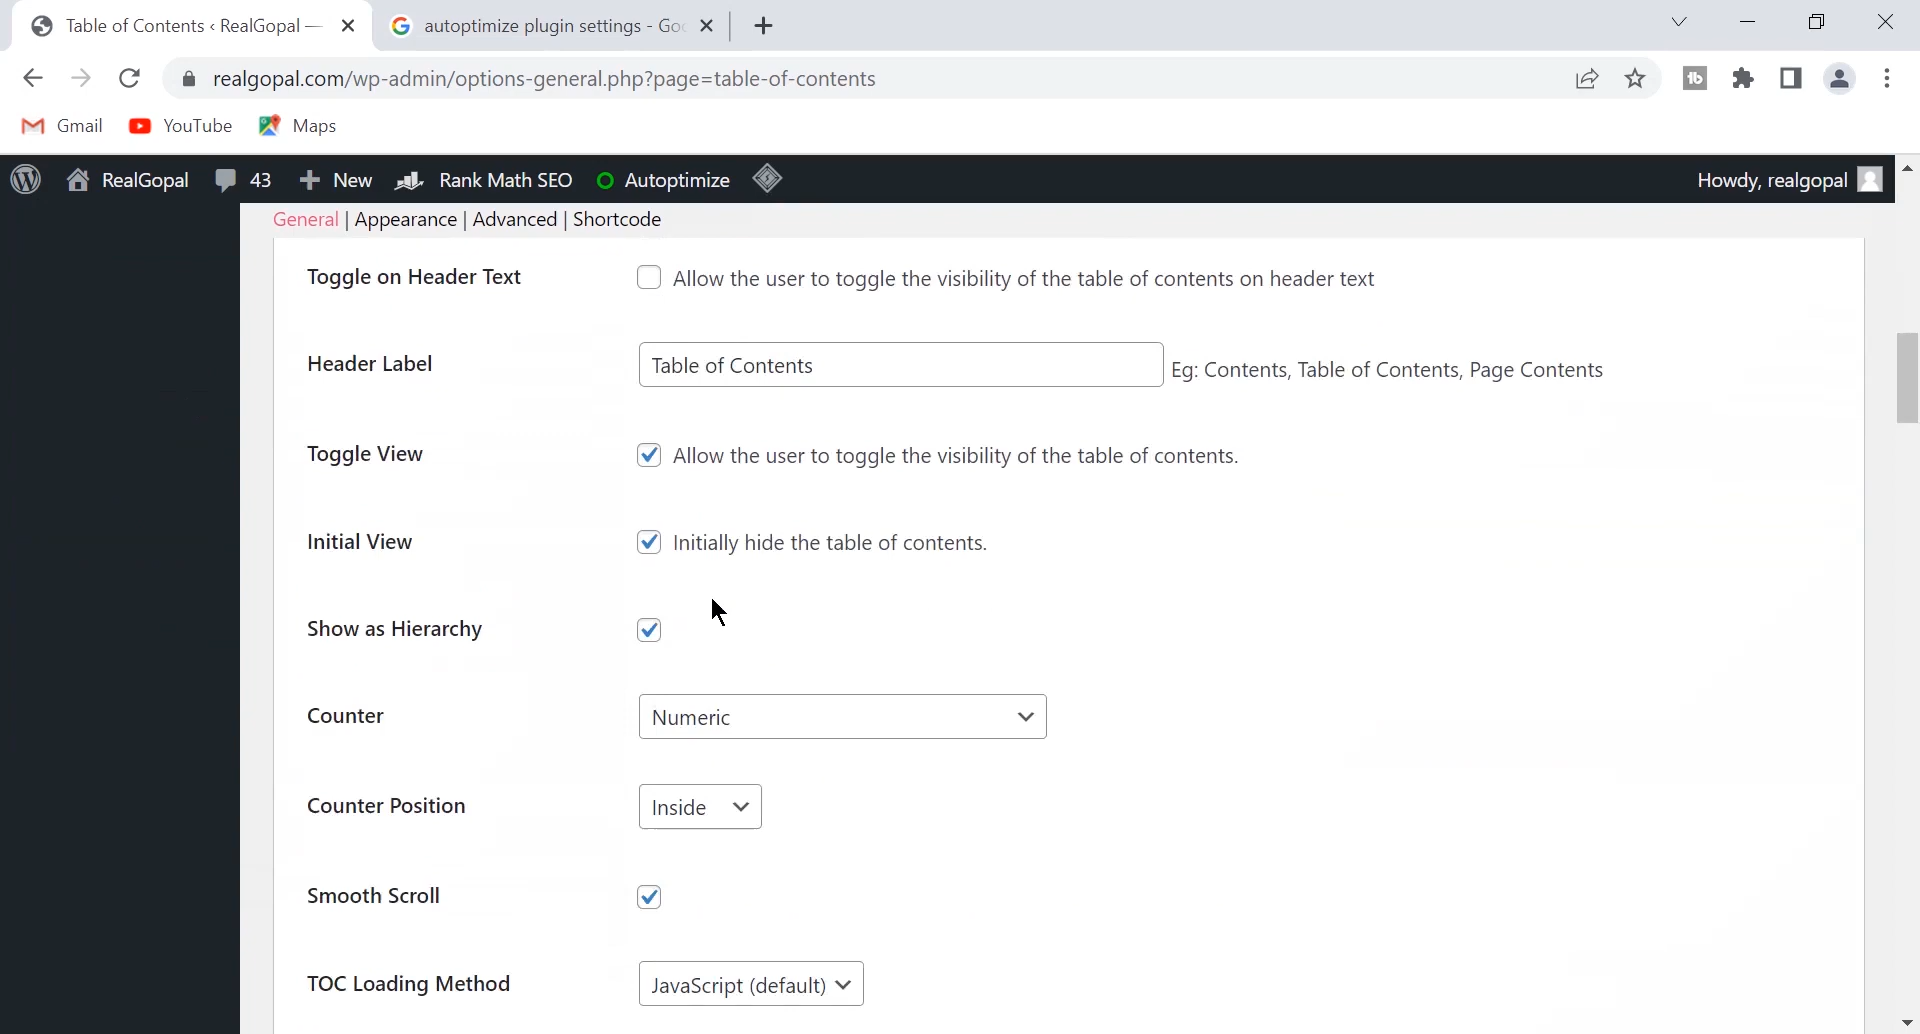 Table of Contents ‹ RealGopal —
autoptimize plugin settings - Goo
realgopal.com/wp-admin/options-general.php?page=table-of-contents
Gmail
YouTube
Maps
RealGopal
43
New
Rank Math SEO
Autoptimize
Howdy, realgopal
General | Appearance | Advanced | Shortcode
Toggle on Header Text
Allow the user to toggle the visibility of the table of contents on header text
Header Label
Table of Contents
Eg: Contents, Table of Contents, Page Contents
Toggle View
Allow the user to toggle the visibility of the table of contents.
Initial View
Initially hide the table of contents.
Show as Hierarchy
Counter
Numeric
Counter Position
Inside
Smooth Scroll
TOC Loading Method
JavaScript (default)